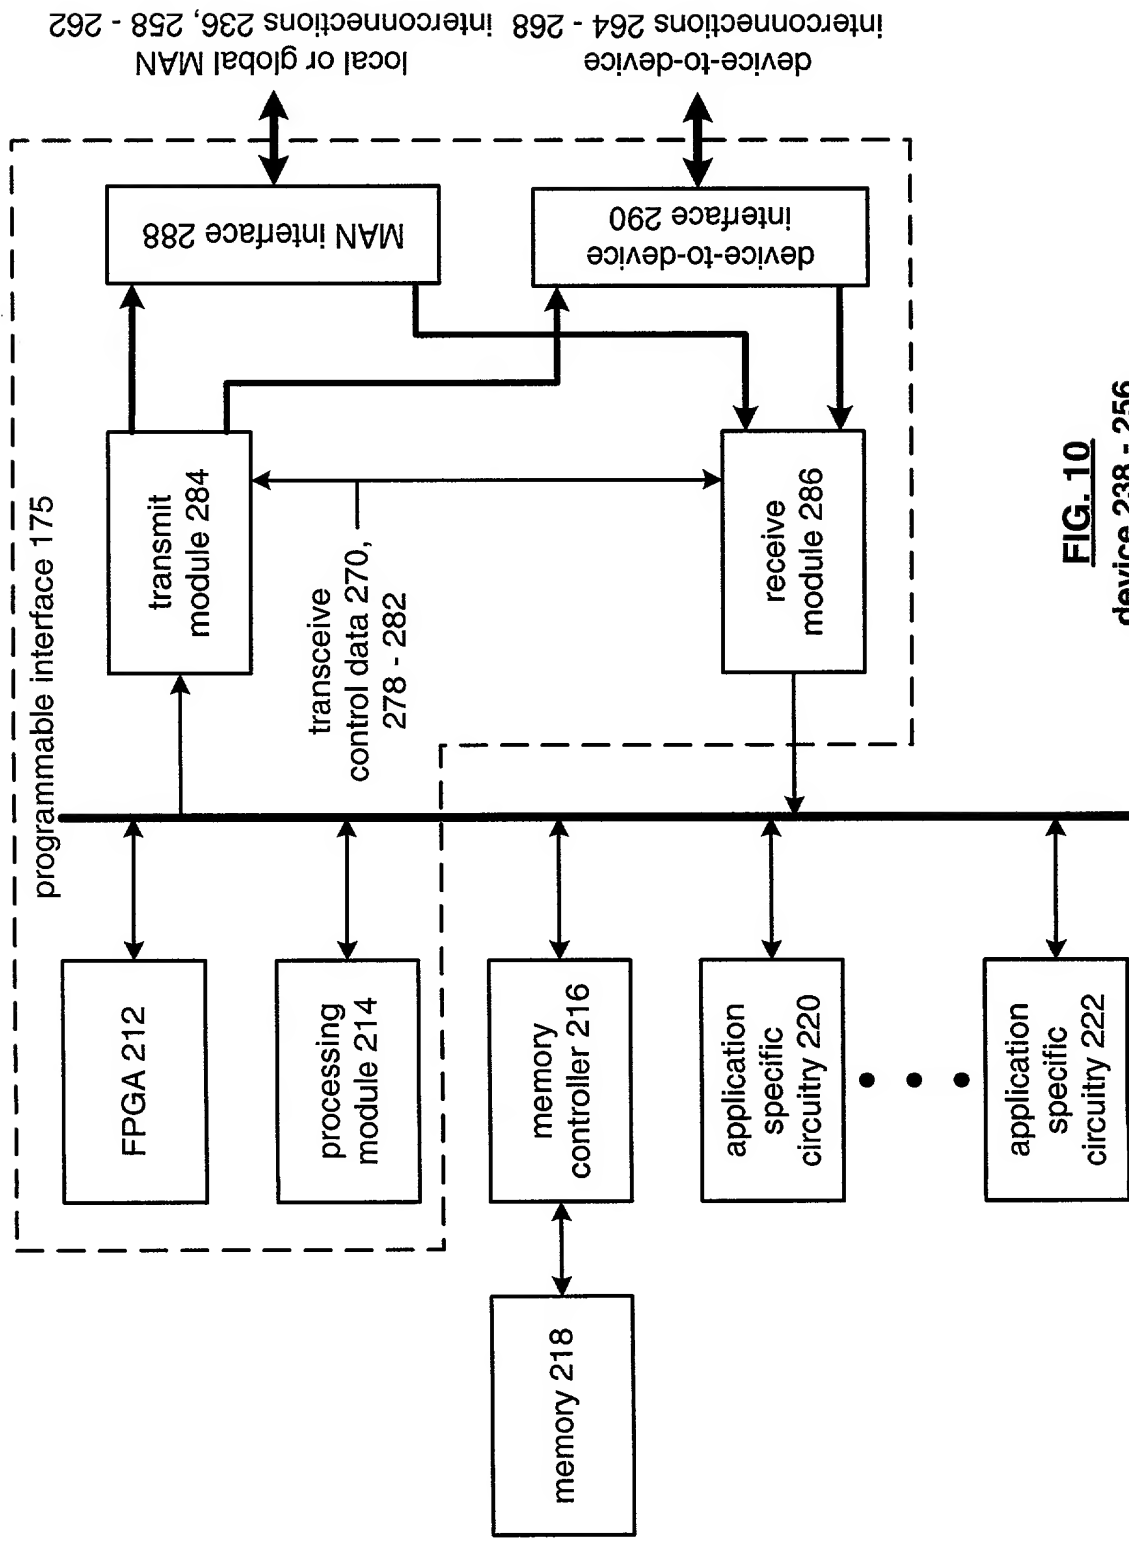 programmable interface 175
FPGA 212
processing
module 214
memory
controller 216
memory 218
application
specific
circuitry 220
application
specific
circuitry 222
transmit
module 284
transceive
control data 270,
278 - 282
receive
module 286
MAN interface 288
device-to-device
interface 290
local or global MAN
interconnections 236, 258 - 262
device-to-device
interconnections 264 - 268
FIG. 10
device 238 - 256